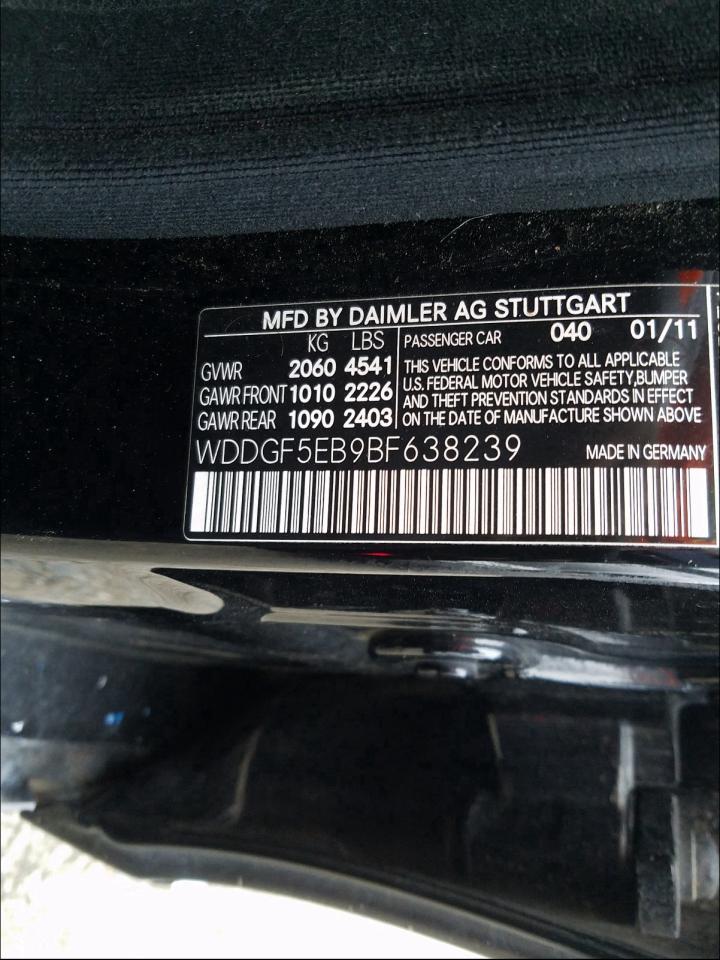 MFD BY DAIMLER AG STUTTGART
KG LBS
GVWR 2060 4541
GAWR FRONT 1010 2226
GAWR REAR 1090 2403
PASSENGER CAR 040 01/11
THIS VEHICLE CONFORMS TO ALL APPLICABLE
U.S. FEDERAL MOTOR VEHICLE SAFETY,BUMPER
AND THEFT PREVENTION STANDARDS IN EFFECT
ON THE DATE OF MANUFACTURE SHOWN ABOVE
WDDGF5EB9BF638239 MADE IN GERMANY